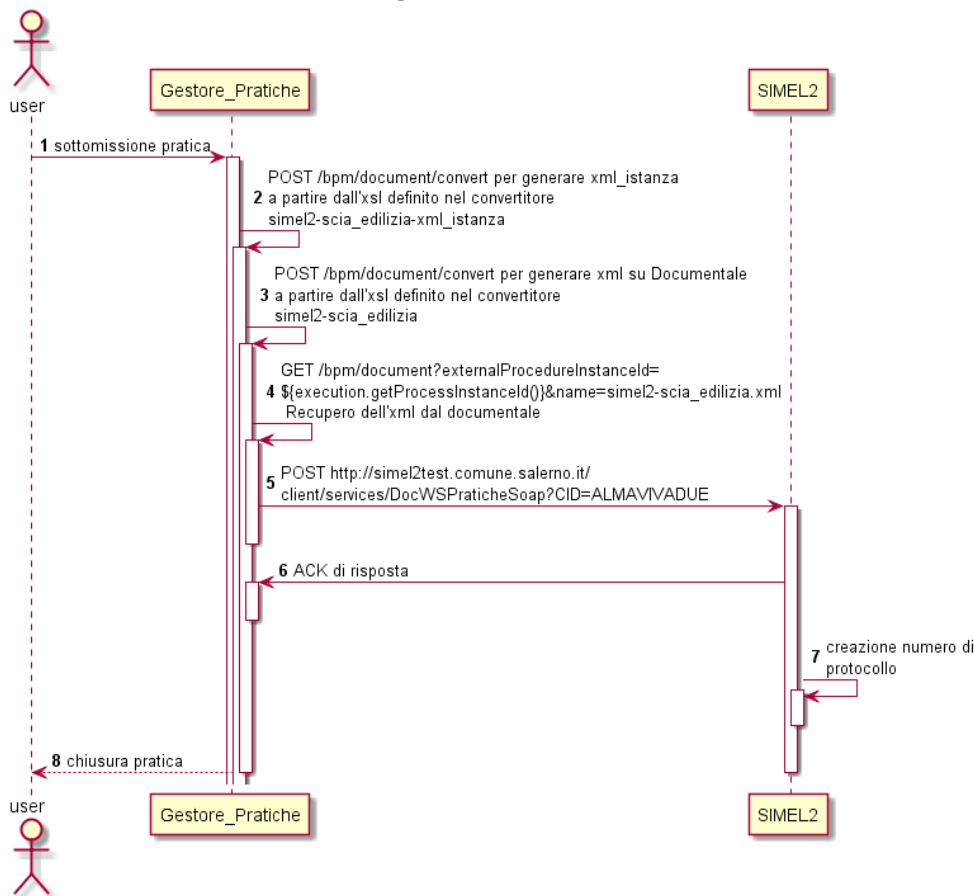 user
Gestore_Pratiche
SIMEL2
1 sottomissione pratica
POST /bpm/document/convert per generare xml_istanza
2 a partire dall'xsl definito nel convertitore
simel2-scia_edilizia-xml_istanza
POST /bpm/document/convert per generare xml su Documentale
3 a partire dall'xsl definito nel convertitore
simel2-scia_edilizia
GET /bpm/document?externalProcedureInstanceId=
4 ${execution.getProcessInstanceId()}&name=simel2-scia_edilizia.xml
Recupero dell'xml dal documentale
5 POST http://simel2test.comune.salerno.it/
client/services/DocWSPraticheSoap?CID=ALMAVIVADUE
6 ACK di risposta
7 creazione numero di
protocollo
8 chiusura pratica
user
Gestore_Pratiche
SIMEL2